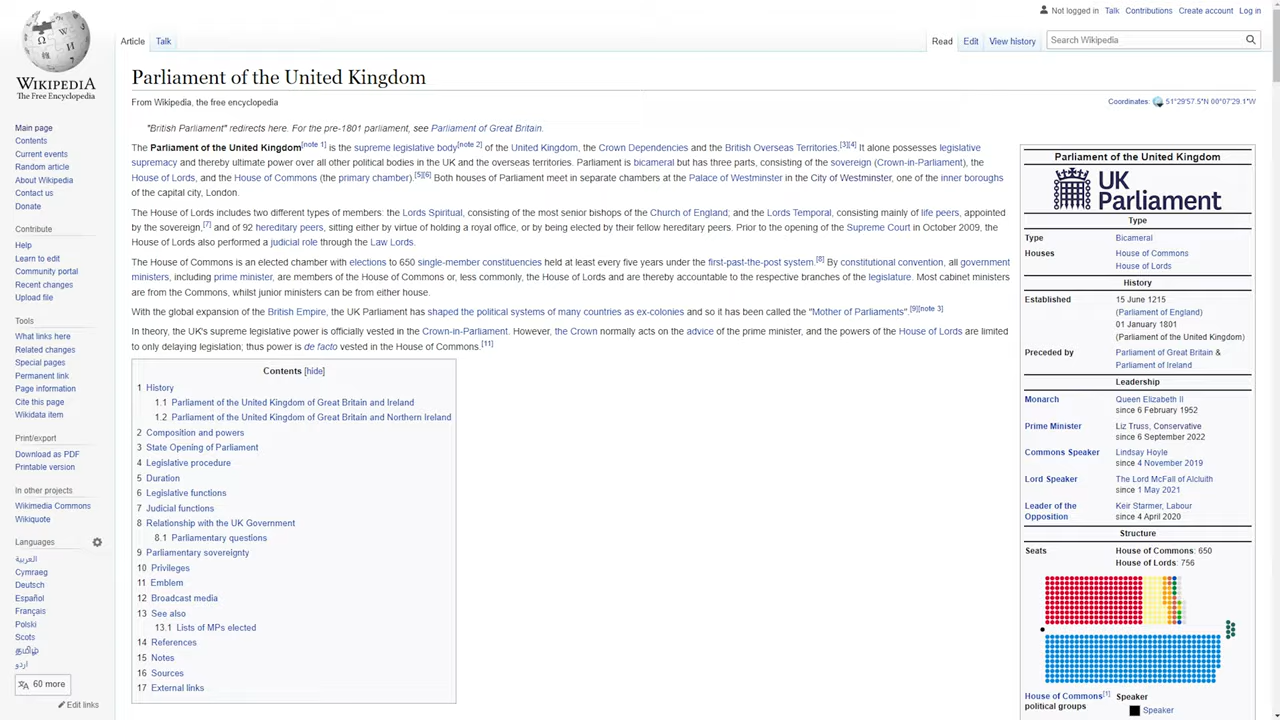 Not logged in Talk Contributions Create account Log in
Article Talk
Read Edit View history
Search Wikipedia
WIKIPEDIA
The Free Encyclopedia
Main page
Contents
Current events
Random article
About Wikipedia
Contact us
Donate
Contribute
Help
Learn to edit
Community portal
Recent changes
Upload file
Tools
What links here
Related changes
Special pages
Permanent link
Page information
Cite this page
Wikidata item
Print/export
Download as PDF
Printable version
In other projects
Wikimedia Commons
Wikiquote
Languages
العربية
Cymraeg
Deutsch
Español
Français
Polski
Scots
தமிழ்
اردو
60 more
Edit links
Parliament of the United Kingdom
From Wikipedia, the free encyclopedia
Coordinates: 51°29′57.5″N 00°07′29.1″W
"British Parliament" redirects here. For the pre-1801 parliament, see Parliament of Great Britain.
The Parliament of the United Kingdom[note 1] is the supreme legislative body[note 2] of the United Kingdom, the Crown Dependencies and the British Overseas Territories.[3][4] It alone possesses legislative
supremacy and thereby ultimate power over all other political bodies in the UK and the overseas territories. Parliament is bicameral but has three parts, consisting of the sovereign (Crown-in-Parliament), the
House of Lords, and the House of Commons (the primary chamber).[5][6] Both houses of Parliament meet in separate chambers at the Palace of Westminster in the City of Westminster, one of the inner boroughs
of the capital city, London.
The House of Lords includes two different types of members: the Lords Spiritual, consisting of the most senior bishops of the Church of England; and the Lords Temporal, consisting mainly of life peers, appointed
by the sovereign,[7] and of 92 hereditary peers, sitting either by virtue of holding a royal office, or by being elected by their fellow hereditary peers. Prior to the opening of the Supreme Court in October 2009, the
House of Lords also performed a judicial role through the Law Lords.
The House of Commons is an elected chamber with elections to 650 single-member constituencies held at least every five years under the first-past-the-post system.[8] By constitutional convention, all government
ministers, including prime minister, are members of the House of Commons or, less commonly, the House of Lords and are thereby accountable to the respective branches of the legislature. Most cabinet ministers
are from the Commons, whilst junior ministers can be from either house.
With the global expansion of the British Empire, the UK Parliament has shaped the political systems of many countries as ex-colonies and so it has been called the "Mother of Parliaments".[9][note 3]
In theory, the UK's supreme legislative power is officially vested in the Crown-in-Parliament. However, the Crown normally acts on the advice of the prime minister, and the powers of the House of Lords are limited
to only delaying legislation; thus power is de facto vested in the House of Commons.[11]
Contents [hide]
1 History
1.1 Parliament of the United Kingdom of Great Britain and Ireland
1.2 Parliament of the United Kingdom of Great Britain and Northern Ireland
2 Composition and powers
3 State Opening of Parliament
4 Legislative procedure
5 Duration
6 Legislative functions
7 Judicial functions
8 Relationship with the UK Government
8.1 Parliamentary questions
9 Parliamentary sovereignty
10 Privileges
11 Emblem
12 Broadcast media
13 See also
13.1 Lists of MPs elected
14 References
15 Notes
16 Sources
17 External links
Parliament of the United Kingdom
UK
Parliament
Type
Type Bicameral
Houses House of Commons
House of Lords
History
Established 15 June 1215
(Parliament of England)
01 January 1801
(Parliament of the United Kingdom)
Preceded by Parliament of Great Britain &
Parliament of Ireland
Leadership
Monarch Queen Elizabeth II
since 6 February 1952
Prime Minister Liz Truss, Conservative
since 6 September 2022
Commons Speaker Lindsay Hoyle
since 4 November 2019
Lord Speaker The Lord McFall of Alcluith
since 1 May 2021
Leader of the Keir Starmer, Labour
Opposition since 4 April 2020
Structure
Seats House of Commons: 650
House of Lords: 756
House of Commons[1] Speaker
political groups
Speaker